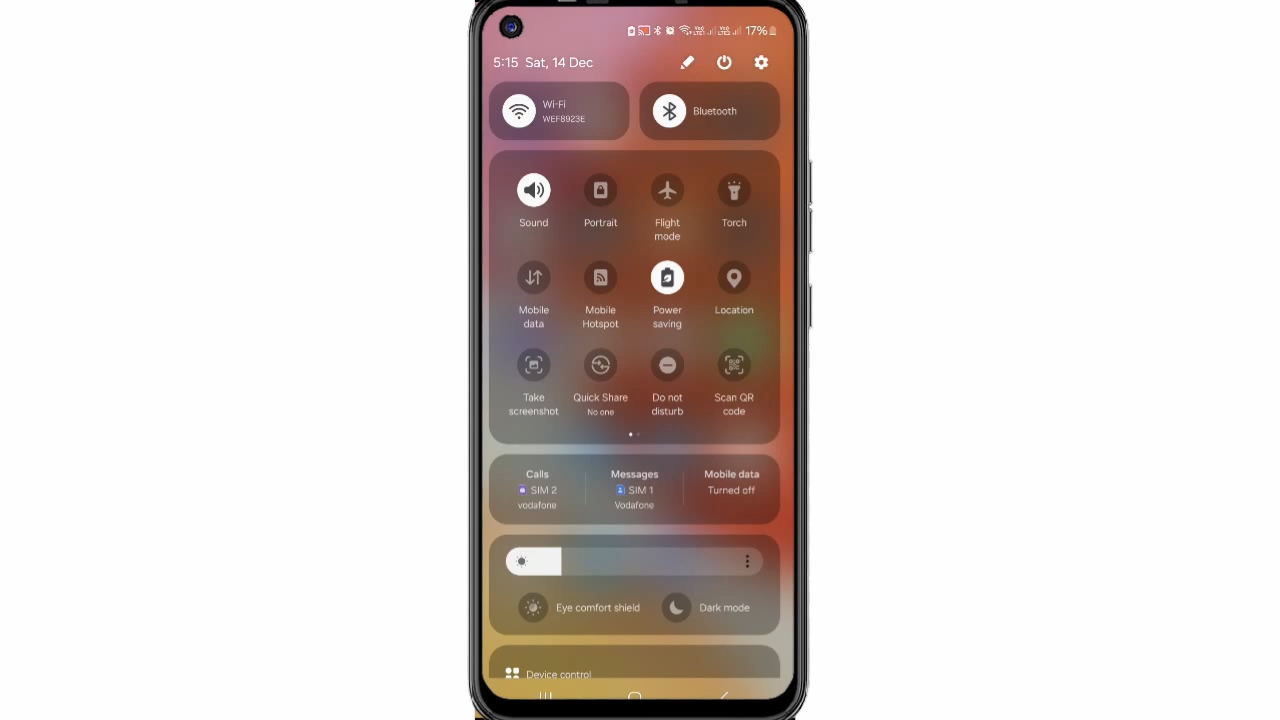 17%
5:15 Sat, 14 Dec
Wi-Fi
WEF8923E
Bluetooth
Sound
Portrait
Flight
mode
Torch
Mobile
data
Mobile
Hotspot
Power
saving
Location
Take
screenshot
Quick Share
No one
Do not
disturb
Scan QR
code
Calls
SIM 2
vodafone
Messages
SIM 1
Vodafone
Mobile data
Turned off
Eye comfort shield
Dark mode
Device control